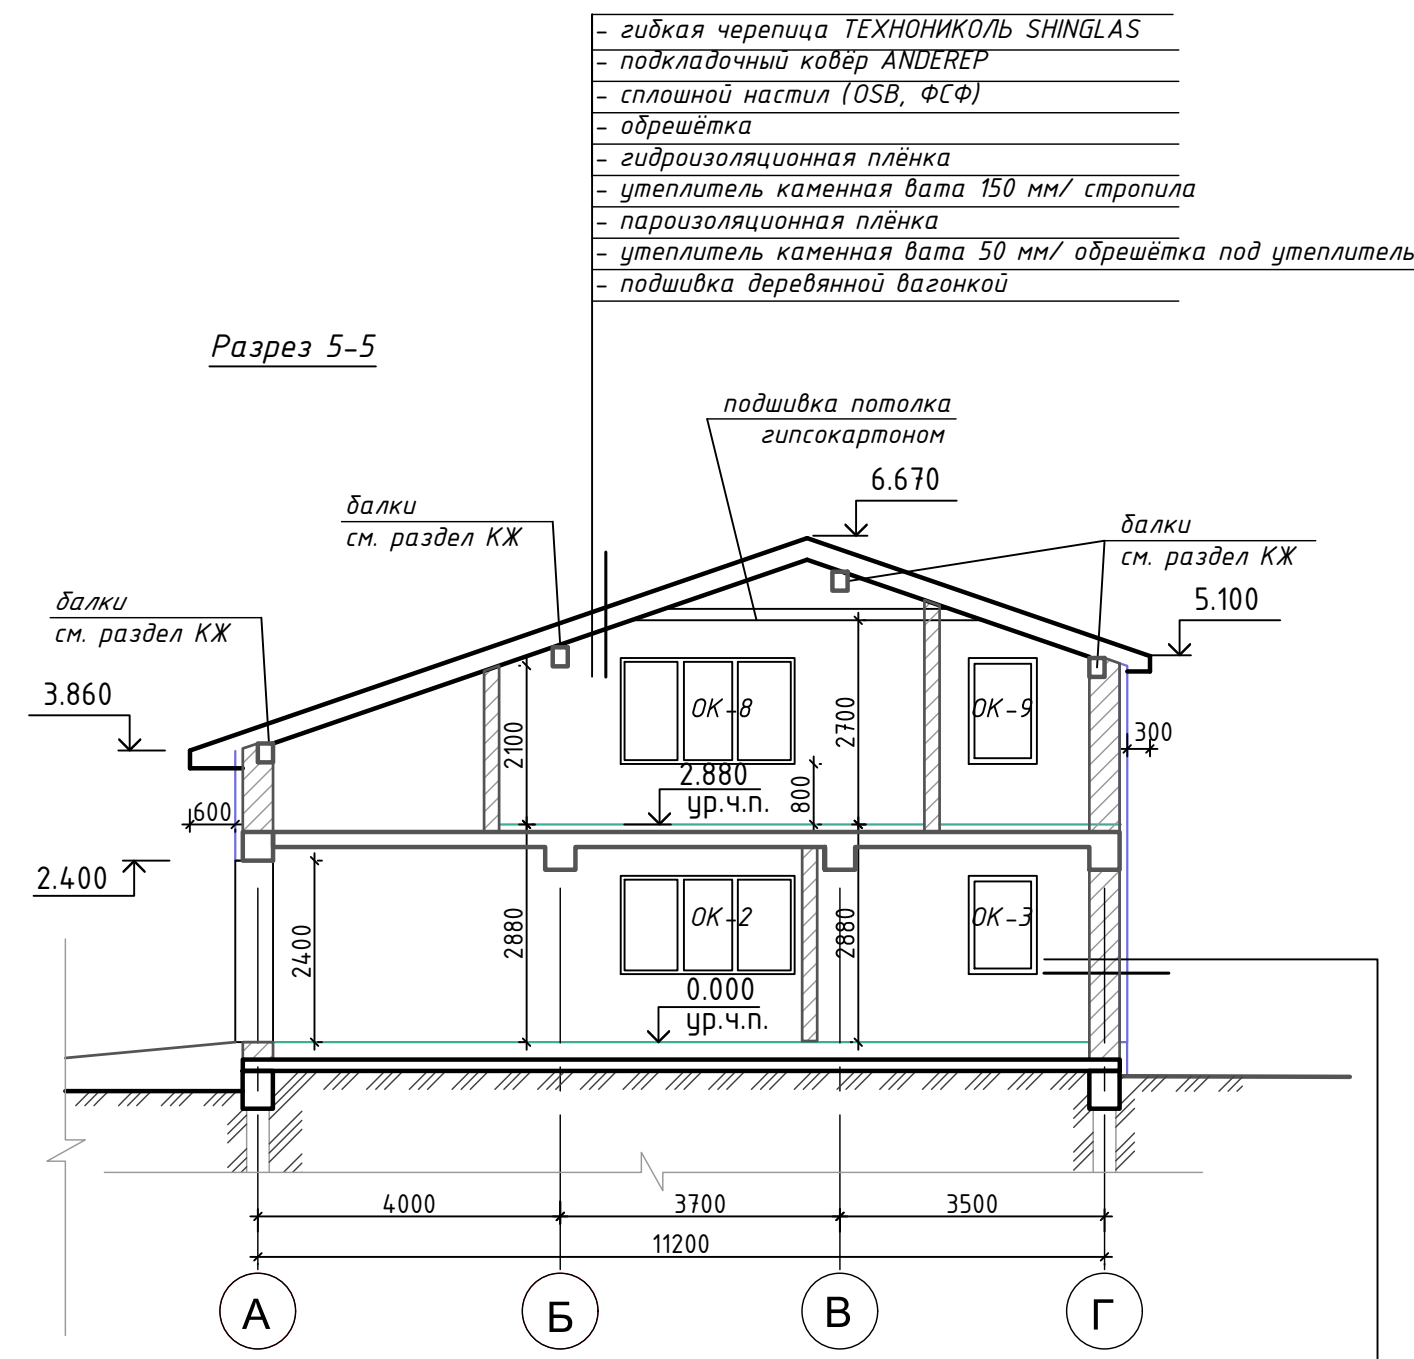 - гибкая черепица ТЕХНОНИКОЛЬ SHINGLAS
- подкладочный ковёр ANDEREP
- сплошной настил (OSB, ФСФ)
- обрешётка
- гидроизоляционная плёнка
- утеплитель каменная вата 150 мм/ стропила
- пароизоляционная плёнка
- утеплитель каменная вата 50 мм/ обрешётка под утеплитель
- подшивка деревянной вагонкой
Разрез 5-5
подшивка потолка
гипсокартоном
6.670
балки
см. раздел КЖ
балки
см. раздел КЖ
5.100
балки
см. раздел КЖ
3.860
ОК-8
ОК-9
2100
2700
300
2.880
ур.ч.п.
800
600
2.400
ОК-2
ОК-3
2400
2880
2880
0.000
ур.ч.п.
4000
3700
3500
11200
А
Б
В
Г